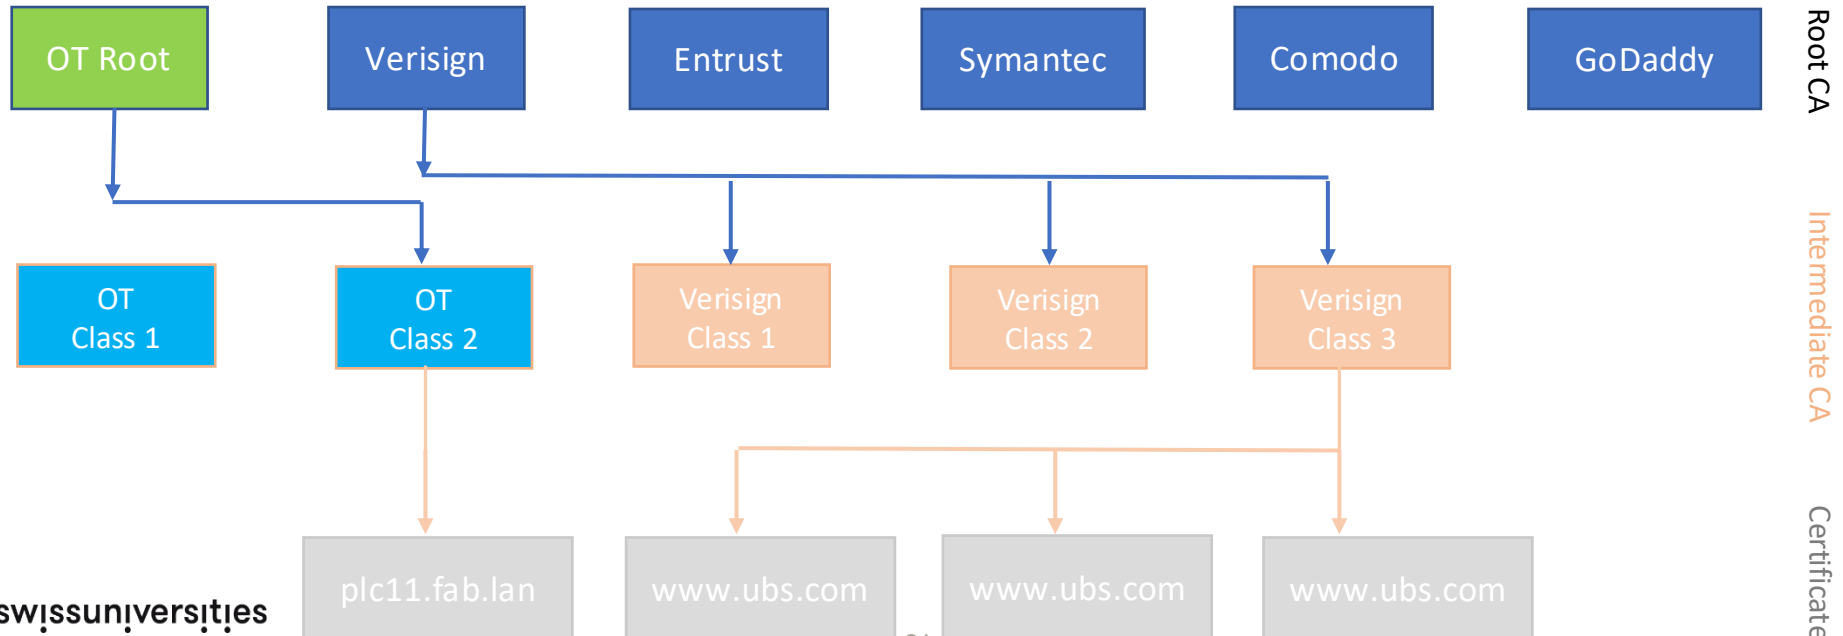 OT Root
Verisign
Entrust
Symantec
Comodo
GoDaddy
Root CA
OT
Class 1
OT
Class 2
Verisign
Class 1
Verisign
Class 2
Verisign
Class 3
Intermediate CA
plc11.fab.lan
www.ubs.com
www.ubs.com
www.ubs.com
Certificate
swissuniversities